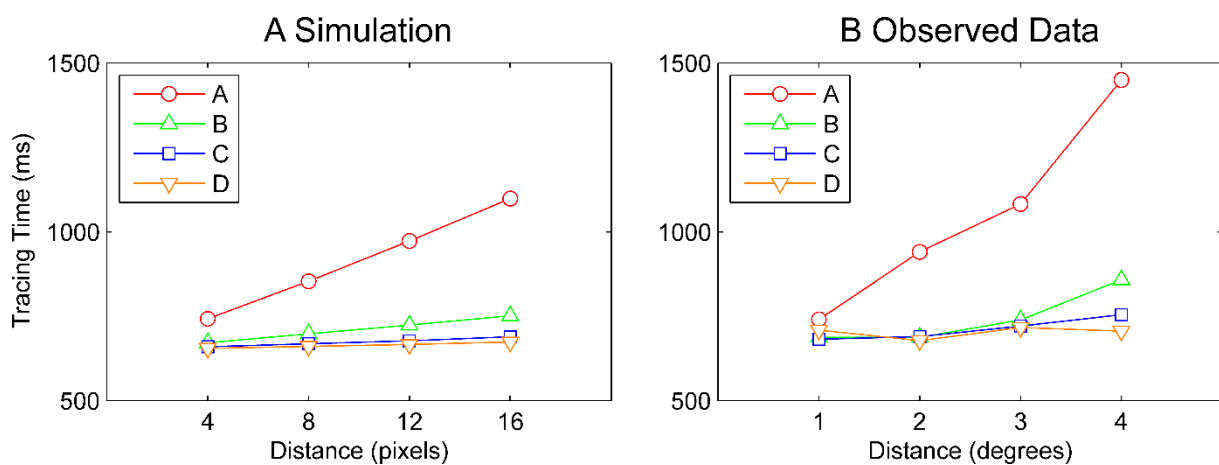 A Simulation
1500
1000
500
Tracing Time (ms)
A
B
C
D
4 8 12 16
Distance (pixels)
B Observed Data
1500
1000
500
A
B
C
D
1 2 3 4
Distance (degrees)